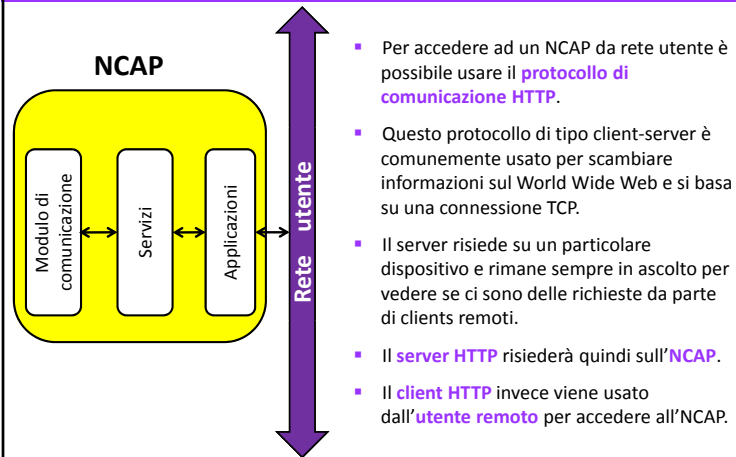 NCAP
Modulo di
comunicazione
Servizi
Applicazioni
Rete utente
▪ Per accedere ad un NCAP da rete utente è
possibile usare il protocollo di
comunicazione HTTP.
▪ Questo protocollo di tipo client-server è
comunemente usato per scambiare
informazioni sul World Wide Web e si basa
su una connessione TCP.
▪ Il server risiede su un particolare
dispositivo e rimane sempre in ascolto per
vedere se ci sono delle richieste da parte
di clients remoti.
▪ Il server HTTP risiederà quindi sull’NCAP.
▪ Il client HTTP invece viene usato
dall’utente remoto per accedere all’NCAP.